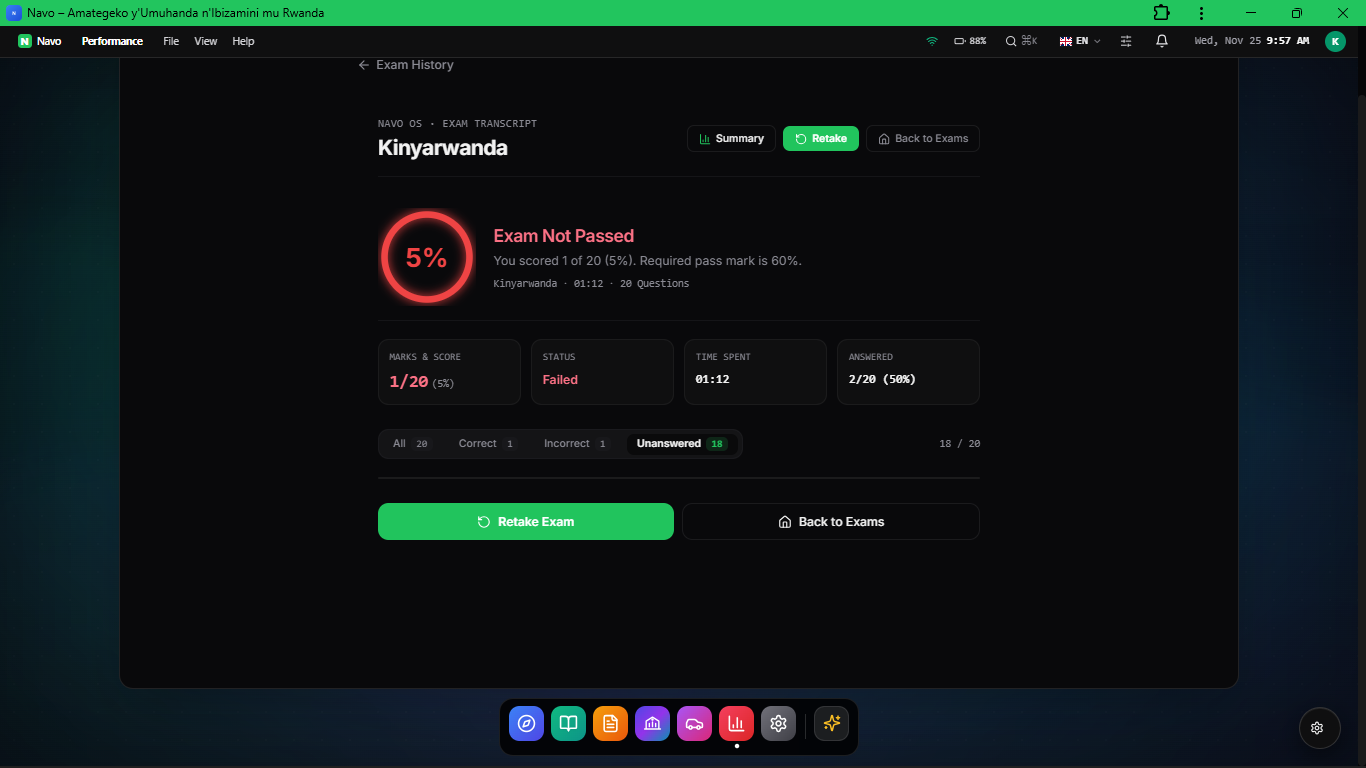 Navo – Amategeko y'Umuhanda n'Ibizamini mu Rwanda
Navo Performance File View Help 88% ⌘K EN Wed, Nov 25 9:57 AM K
← Exam History
NAVO OS · EXAM TRANSCRIPT
Kinyarwanda
Summary Retake Back to Exams
5%
Exam Not Passed
You scored 1 of 20 (5%). Required pass mark is 60%.
Kinyarwanda · 01:12 · 20 Questions
MARKS & SCORE
1/20 (5%)
STATUS
Failed
TIME SPENT
01:12
ANSWERED
2/20 (50%)
All 20 Correct 1 Incorrect 1 Unanswered 18 18 / 20
Retake Exam Back to Exams